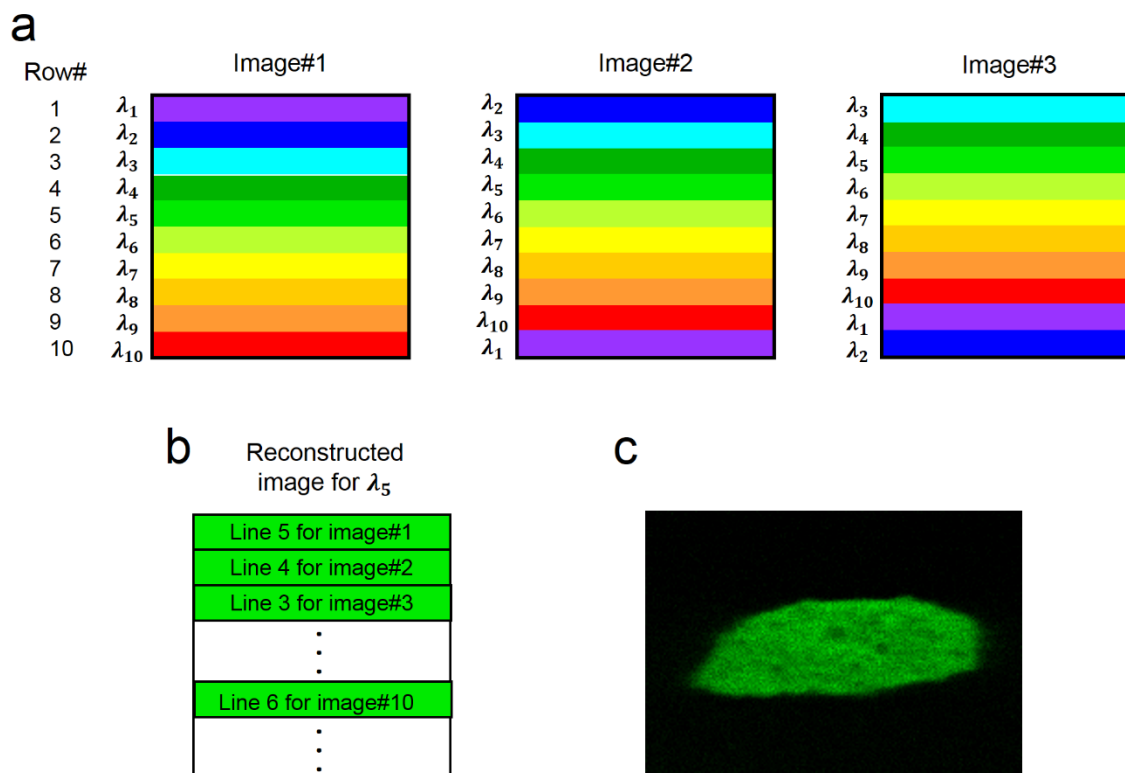 a
Row# Image#1 Image#2 Image#3
1 λ₁ λ₂ λ₃
2 λ₂ λ₃ λ₄
3 λ₃ λ₄ λ₅
4 λ₄ λ₅ λ₆
5 λ₅ λ₆ λ₇
6 λ₆ λ₇ λ₈
7 λ₇ λ₈ λ₉
8 λ₈ λ₉ λ₁₀
9 λ₉ λ₁₀ λ₁
10 λ₁₀ λ₁ λ₂
b
Reconstructed
image for λ₅
Line 5 for image#1
Line 4 for image#2
Line 3 for image#3
Line 6 for image#10
c